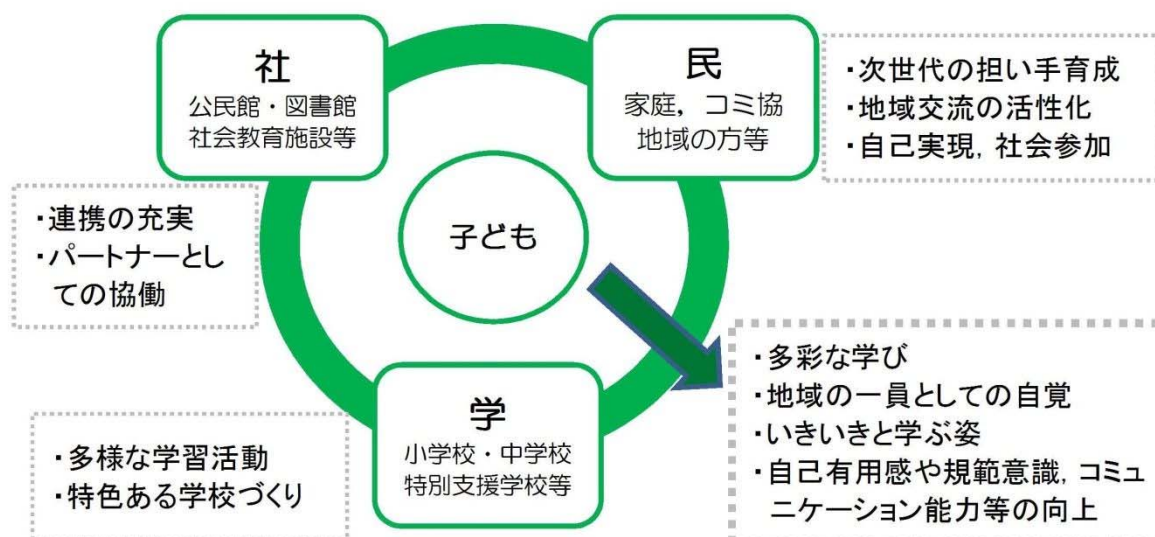 社
公民館・図書館
社会教育施設等
民
家庭，コミ協
地域の方等
・次世代の担い手育成
・地域交流の活性化
・自己実現，社会参加
・連携の充実
・パートナーとし
ての協働
子ども
学
小学校・中学校
特別支援学校等
・多様な学習活動
・特色ある学校づくり
・多彩な学び
・地域の一員としての自覚
・いきいきと学ぶ姿
・自己有用感や規範意識，コミュ
ニケーション能力等の向上